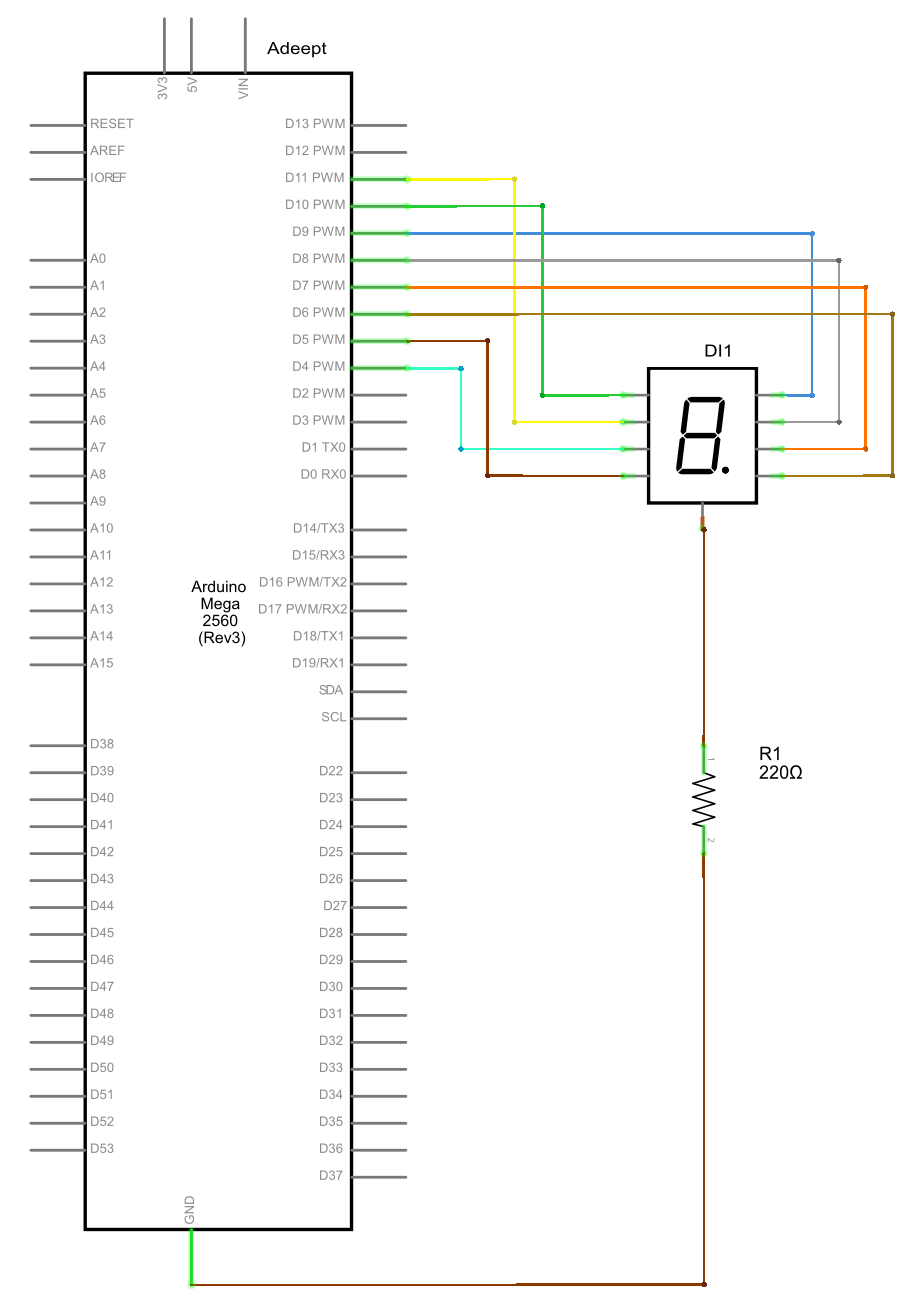 Adeept
3V3
5V
VIN
RESET
D13 PWM
AREF
D12 PWM
IOREF
D11 PWM
D10 PWM
D9 PWM
A0
D8 PWM
A1
D7 PWM
A2
D6 PWM
A3
D5 PWM
A4
D4 PWM
A5
D2 PWM
A6
D3 PWM
A7
D1 TX0
A8
D0 RX0
A9
A10
D14/TX3
A11
D15/RX3
A12
D16 PWM/TX2
A13
D17 PWM/RX2
A14
D18/TX1
A15
D19/RX1
SDA
SCL
Arduino
Mega
2560
(Rev3)
D38
D39
D22
D40
D23
D41
D24
D42
D25
D43
D26
D44
D27
D45
D28
D46
D29
D47
D30
D48
D31
D49
D32
D50
D33
D51
D34
D52
D35
D53
D36
D37
GND
DI1
8.
1
R1
220Ω
2